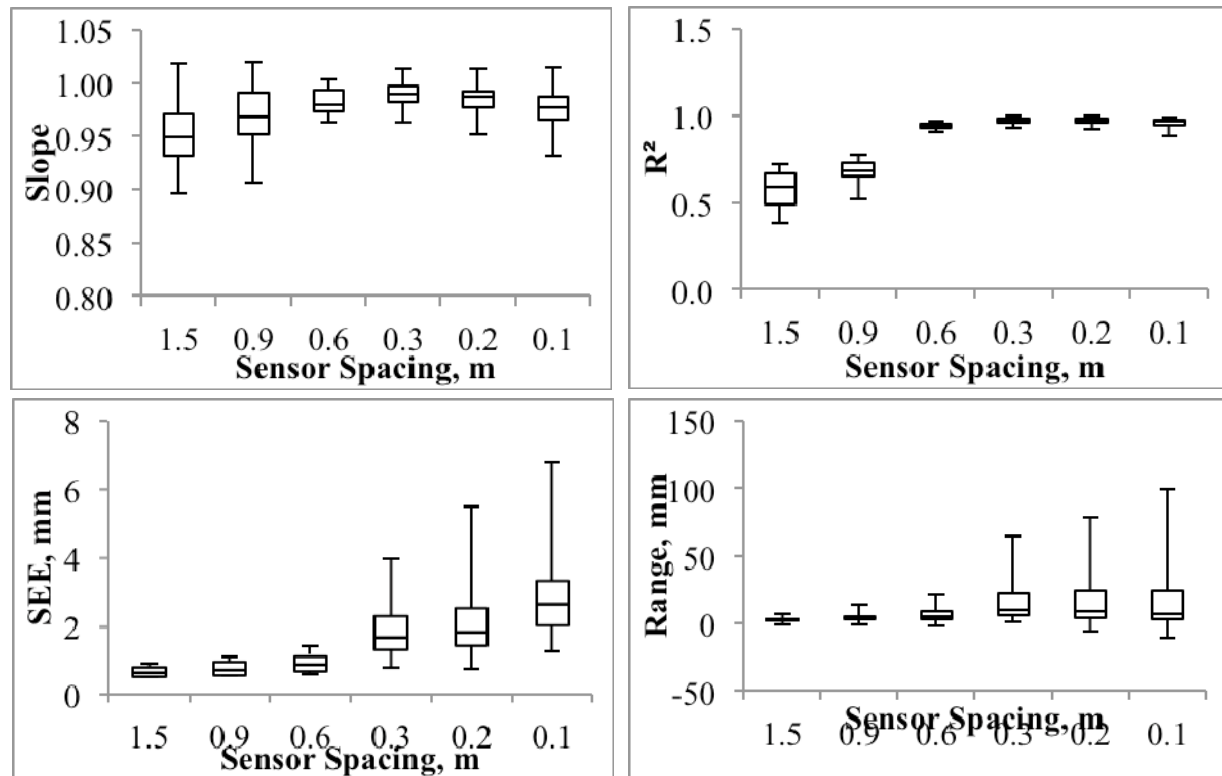 Slope
1.05
1.00
0.95
0.90
0.85
0.80
1.5 0.9 0.6 0.3 0.2 0.1
Sensor Spacing, m
R²
1.5
1.0
0.5
0.0
1.5 0.9 0.6 0.3 0.2 0.1
Sensor Spacing, m
SEE, mm
8
6
4
2
0
1.5 0.9 0.6 0.3 0.2 0.1
Sensor Spacing, m
Range, mm
150
100
50
0
-50
Sensor Spacing, m
1.5 0.9 0.6 0.3 0.2 0.1